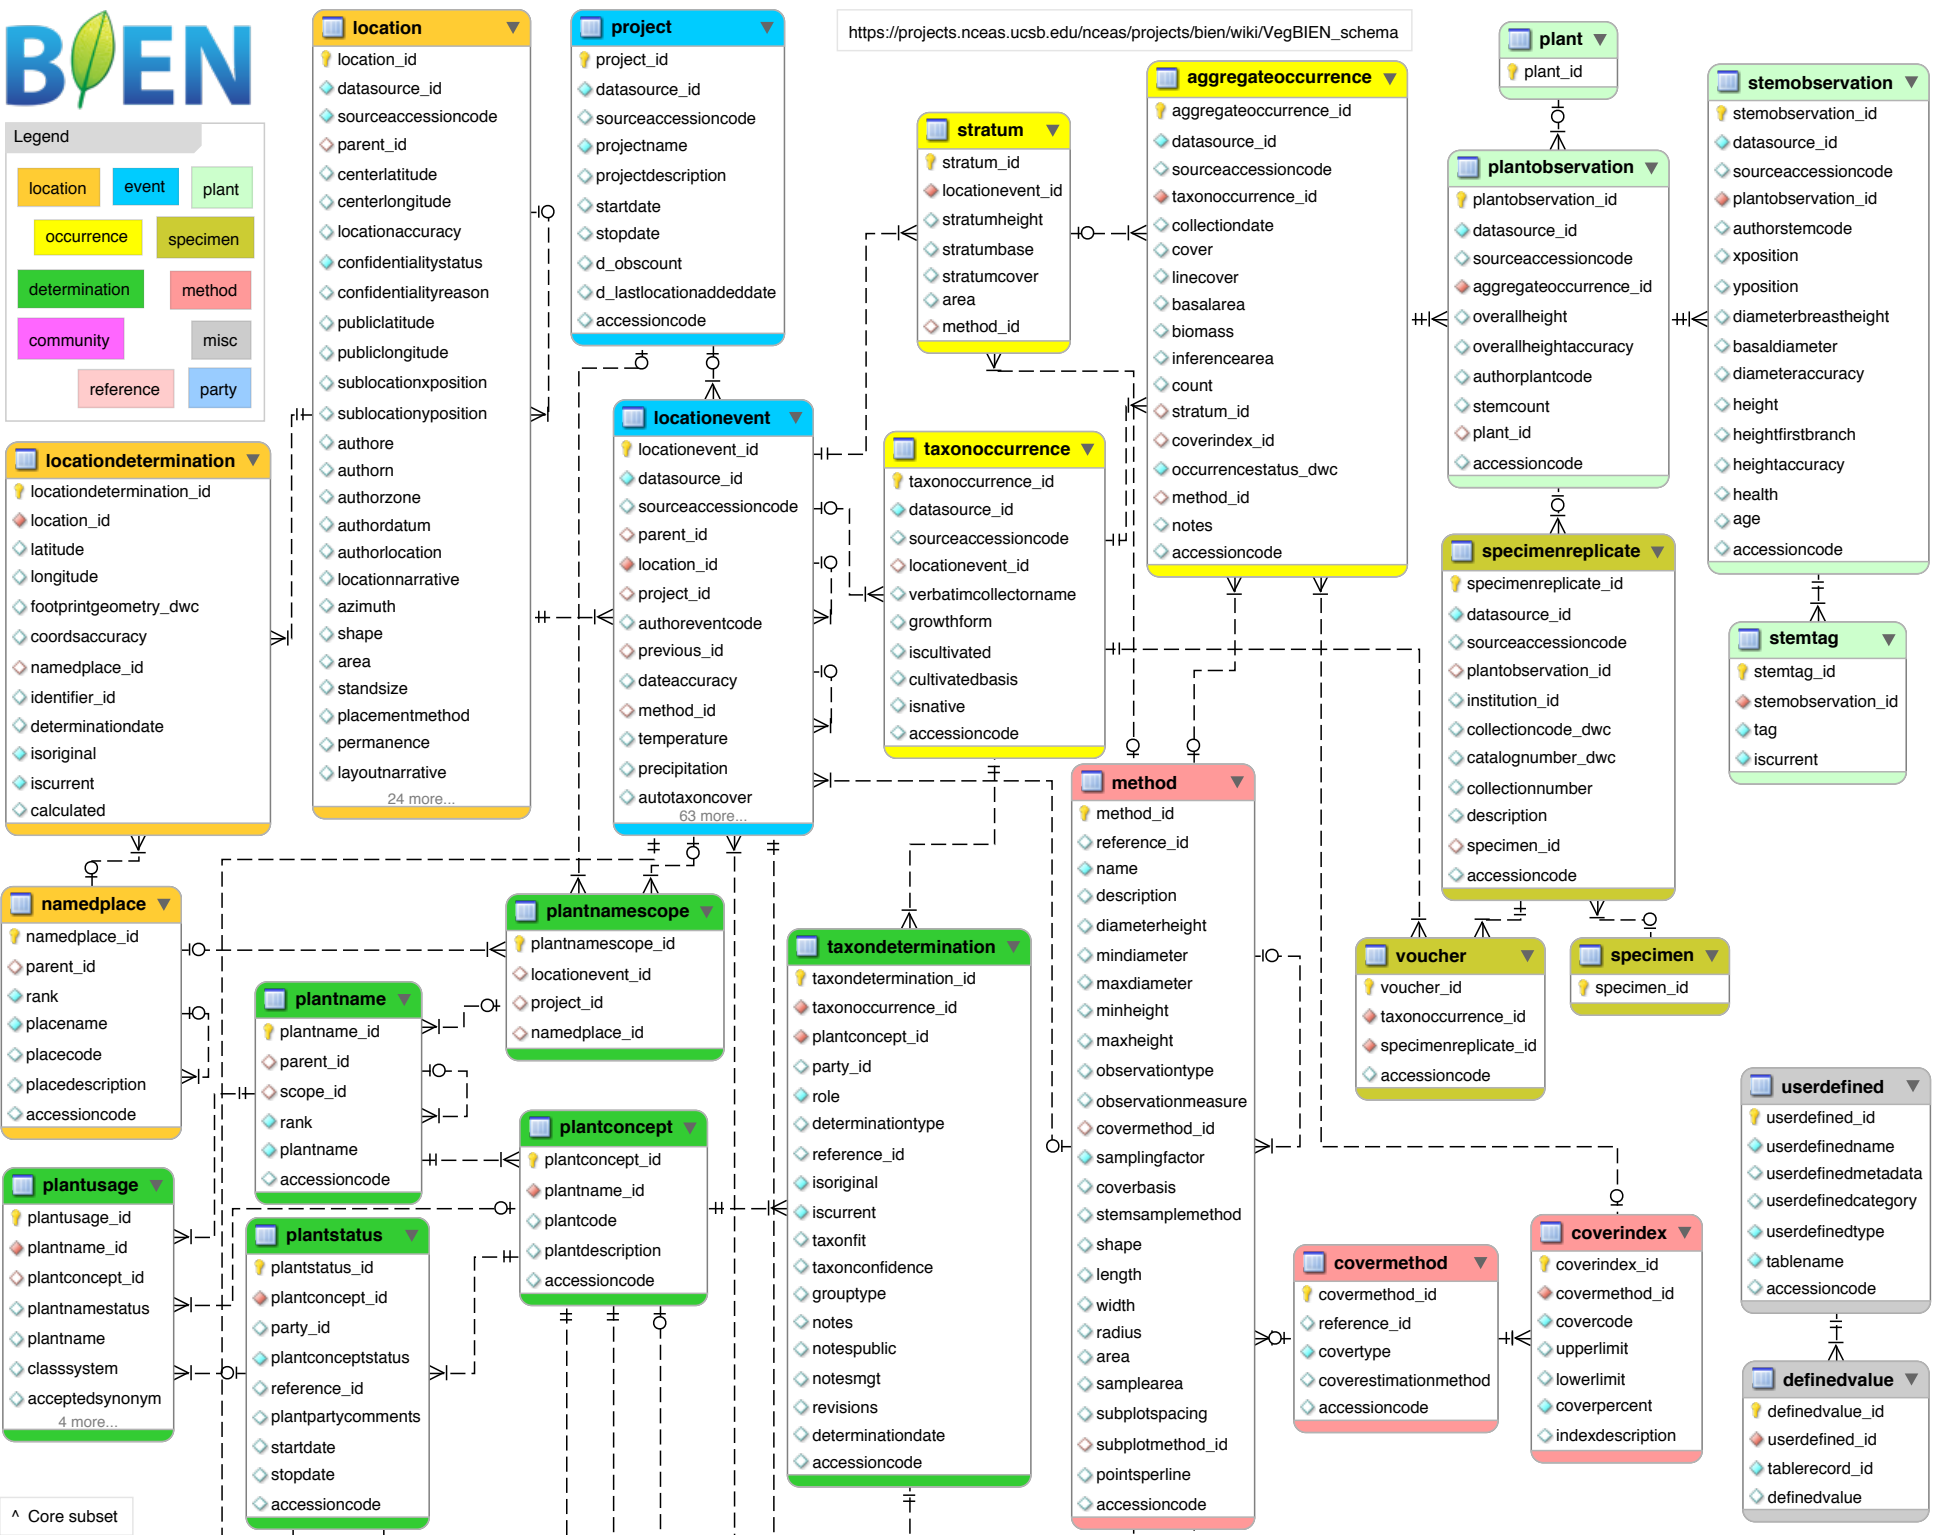 BIEN
Legend
location
event
plant
occurrence
specimen
determination
method
community
misc
reference
party
https://projects.nceas.ucsb.edu/nceas/projects/bien/wiki/VegBIEN_schema
location
location_id
datasource_id
sourceaccessioncode
parent_id
centerlatitude
centerlongitude
locationaccuracy
confidentialitystatus
confidentialityreason
publiclatitude
publiclongitude
sublocationxposition
sublocationyposition
authore
authorn
authorzone
authordatum
authorlocation
locationnarrative
azimuth
shape
area
standsize
placementmethod
permanence
layoutnarrative
24 more...
project
project_id
datasource_id
sourceaccessioncode
projectname
projectdescription
startdate
stopdate
d_obscount
d_lastlocationaddeddate
accessioncode
stratum
stratum_id
locationevent_id
stratumheight
stratumbase
stratumcover
area
method_id
aggregateoccurrence
aggregateoccurrence_id
datasource_id
sourceaccessioncode
taxonoccurrence_id
collectiondate
cover
linecover
basalarea
biomass
inferencearea
count
stratum_id
coverindex_id
occurrencestatus_dwc
method_id
notes
accessioncode
plant
plant_id
plantobservation
plantobservation_id
datasource_id
sourceaccessioncode
aggregateoccurrence_id
overallheight
overallheightaccuracy
authorplantcode
stemcount
plant_id
accessioncode
stemobservation
stemobservation_id
datasource_id
sourceaccessioncode
plantobservation_id
authorstemcode
xposition
yposition
diameterbreastheight
basaldiameter
diameteraccuracy
height
heightfirstbranch
heightaccuracy
health
age
accessioncode
locationdetermination
locationdetermination_id
location_id
latitude
longitude
footprintgeometry_dwc
coordsaccuracy
namedplace_id
identifier_id
determinationdate
isoriginal
iscurrent
calculated
locationevent
locationevent_id
datasource_id
sourceaccessioncode
parent_id
location_id
project_id
authoreventcode
previous_id
dateaccuracy
method_id
temperature
precipitation
autotaxoncover
63 more...
taxonoccurrence
taxonoccurrence_id
datasource_id
sourceaccessioncode
locationevent_id
verbatimcollectorname
growthform
iscultivated
cultivatedbasis
isnative
accessioncode
specimenreplicate
specimenreplicate_id
datasource_id
sourceaccessioncode
plantobservation_id
institution_id
collectioncode_dwc
catalognumber_dwc
collectionnumber
description
specimen_id
accessioncode
stemtag
stemtag_id
stemobservation_id
tag
iscurrent
namedplace
namedplace_id
parent_id
rank
placename
placecode
placedescription
accessioncode
plantname
plantname_id
parent_id
scope_id
rank
plantname
accessioncode
plantnamescope
plantnamescope_id
locationevent_id
project_id
namedplace_id
plantconcept
plantconcept_id
plantname_id
plantcode
plantdescription
accessioncode
taxondetermination
taxondetermination_id
taxonoccurrence_id
plantconcept_id
party_id
role
determinationtype
reference_id
isoriginal
iscurrent
taxonfit
taxonconfidence
grouptype
notes
notespublic
notesmgt
revisions
determinationdate
accessioncode
method
method_id
reference_id
name
description
diameterheight
mindiameter
maxdiameter
minheight
maxheight
observationtype
observationmeasure
covermethod_id
samplingfactor
coverbasis
stemsamplemethod
shape
length
width
radius
area
samplearea
subplotspacing
subplotmethod_id
pointsperline
accessioncode
voucher
voucher_id
taxonoccurrence_id
specimenreplicate_id
accessioncode
specimen
specimen_id
userdefined
userdefined_id
userdefinedname
userdefinedmetadata
userdefinedcategory
userdefinedtype
tablename
accessioncode
plantusage
plantusage_id
plantname_id
plantconcept_id
plantnamestatus
plantname
classsystem
acceptedsynonym
4 more...
plantstatus
plantstatus_id
plantconcept_id
party_id
plantconceptstatus
reference_id
plantpartycomments
startdate
stopdate
accessioncode
covermethod
covermethod_id
reference_id
covertype
coverestimationmethod
accessioncode
coverindex
coverindex_id
covermethod_id
covercode
upperlimit
lowerlimit
coverpercent
indexdescription
definedvalue
definedvalue_id
userdefined_id
tablerecord_id
definedvalue
^ Core subset